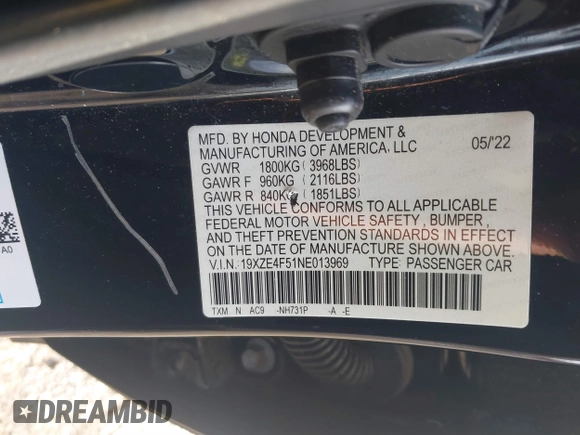 MFD. BY HONDA DEVELOPMENT & 05/'22
MANUFACTURING OF AMERICA, LLC
GVWR 1800KG ( 3968LBS)
GAWR F 960KG ( 2116LBS)
GAWR R 840KG ( 1851LBS)
THIS VEHICLE CONFORMS TO ALL APPLICABLE
FEDERAL MOTOR VEHICLE SAFETY , BUMPER ,
AND THEFT PREVENTION STANDARDS IN EFFECT
ON THE DATE OF MANUFACTURE SHOWN ABOVE.
V.I.N.: 19XZE4F51NE013969 TYPE: PASSENGER CAR
TXM N AC9 -NH731P -A -E
A0
DREAMBID